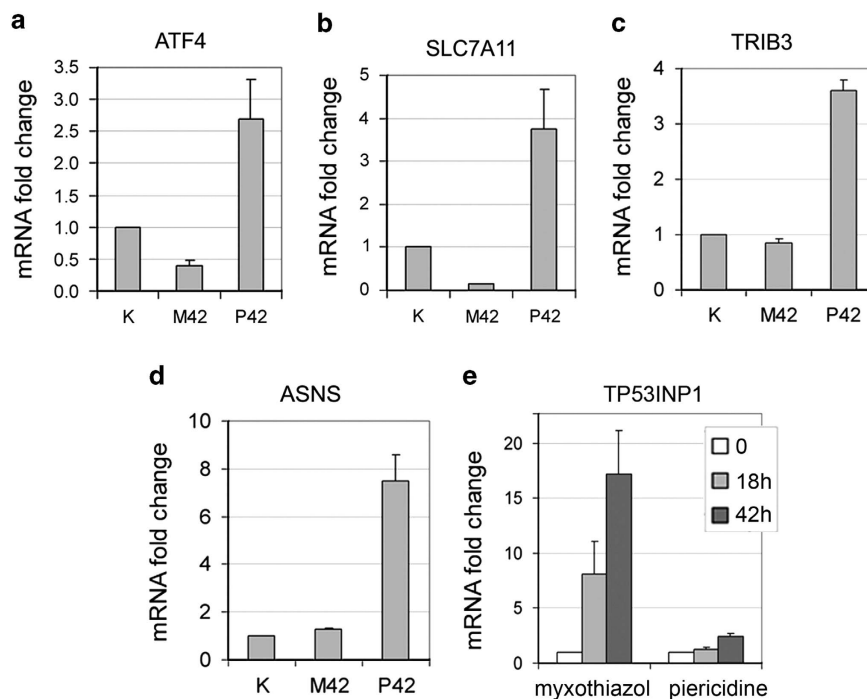 a
ATF4
mRNA fold change
3.5
3.0
2.5
2.0
1.5
1.0
0.5
0.0
K M42 P42
b
SLC7A11
mRNA fold change
5
4
3
2
1
0
K M42 P42
c
TRIB3
mRNA fold change
4
3
2
1
0
K M42 P42
d
ASNS
mRNA fold change
10
8
6
4
2
0
K M42 P42
e
TP53INP1
mRNA fold change
20
15
10
5
0
0
18h
42h
myxothiazol piericidine